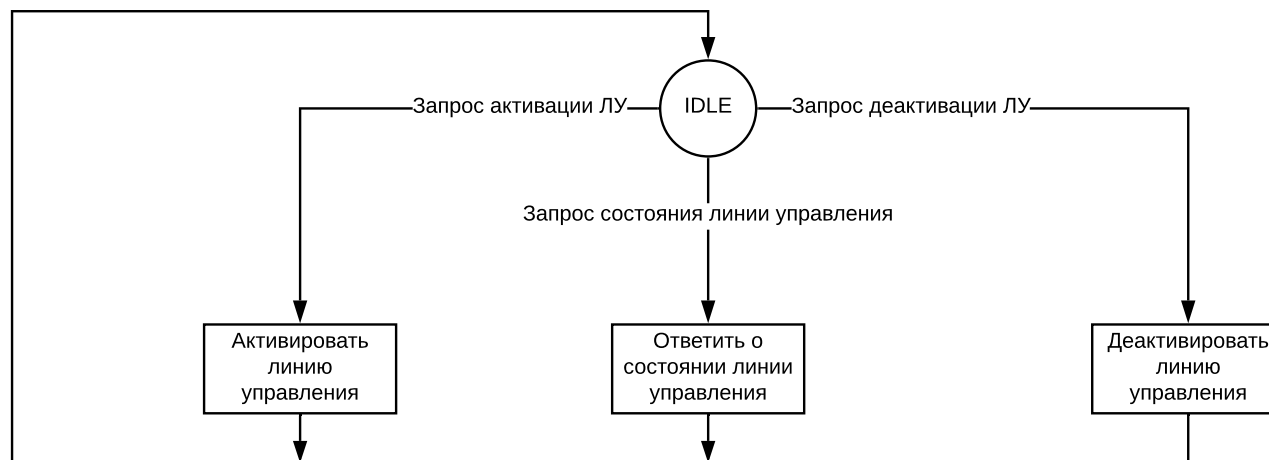 IDLE
Запрос активации ЛУ
Запрос деактивации ЛУ
Запрос состояния линии управления
Активировать
линию
управления
Ответить о
состоянии линии
управления
Деактивировать
линию
управления